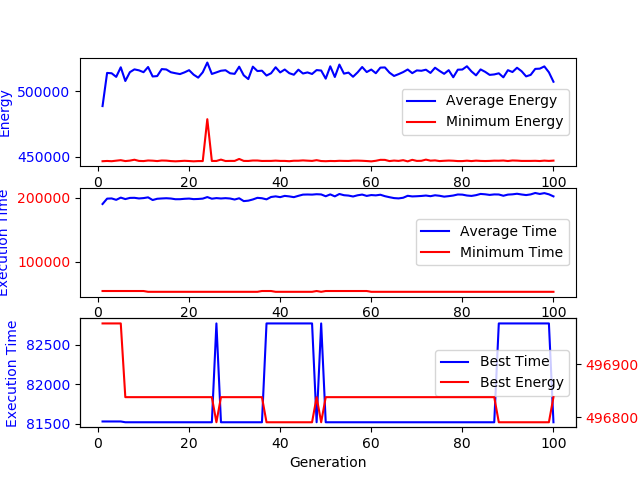 500000
450000
Energy
Average Energy
Minimum Energy
0 20 40 60 80 100
200000
100000
Execution Time
Average Time
Minimum Time
0 20 40 60 80 100
82500
82000
81500
Execution Time
Best Time
Best Energy
496900
496800
0 20 40 60 80 100
Generation